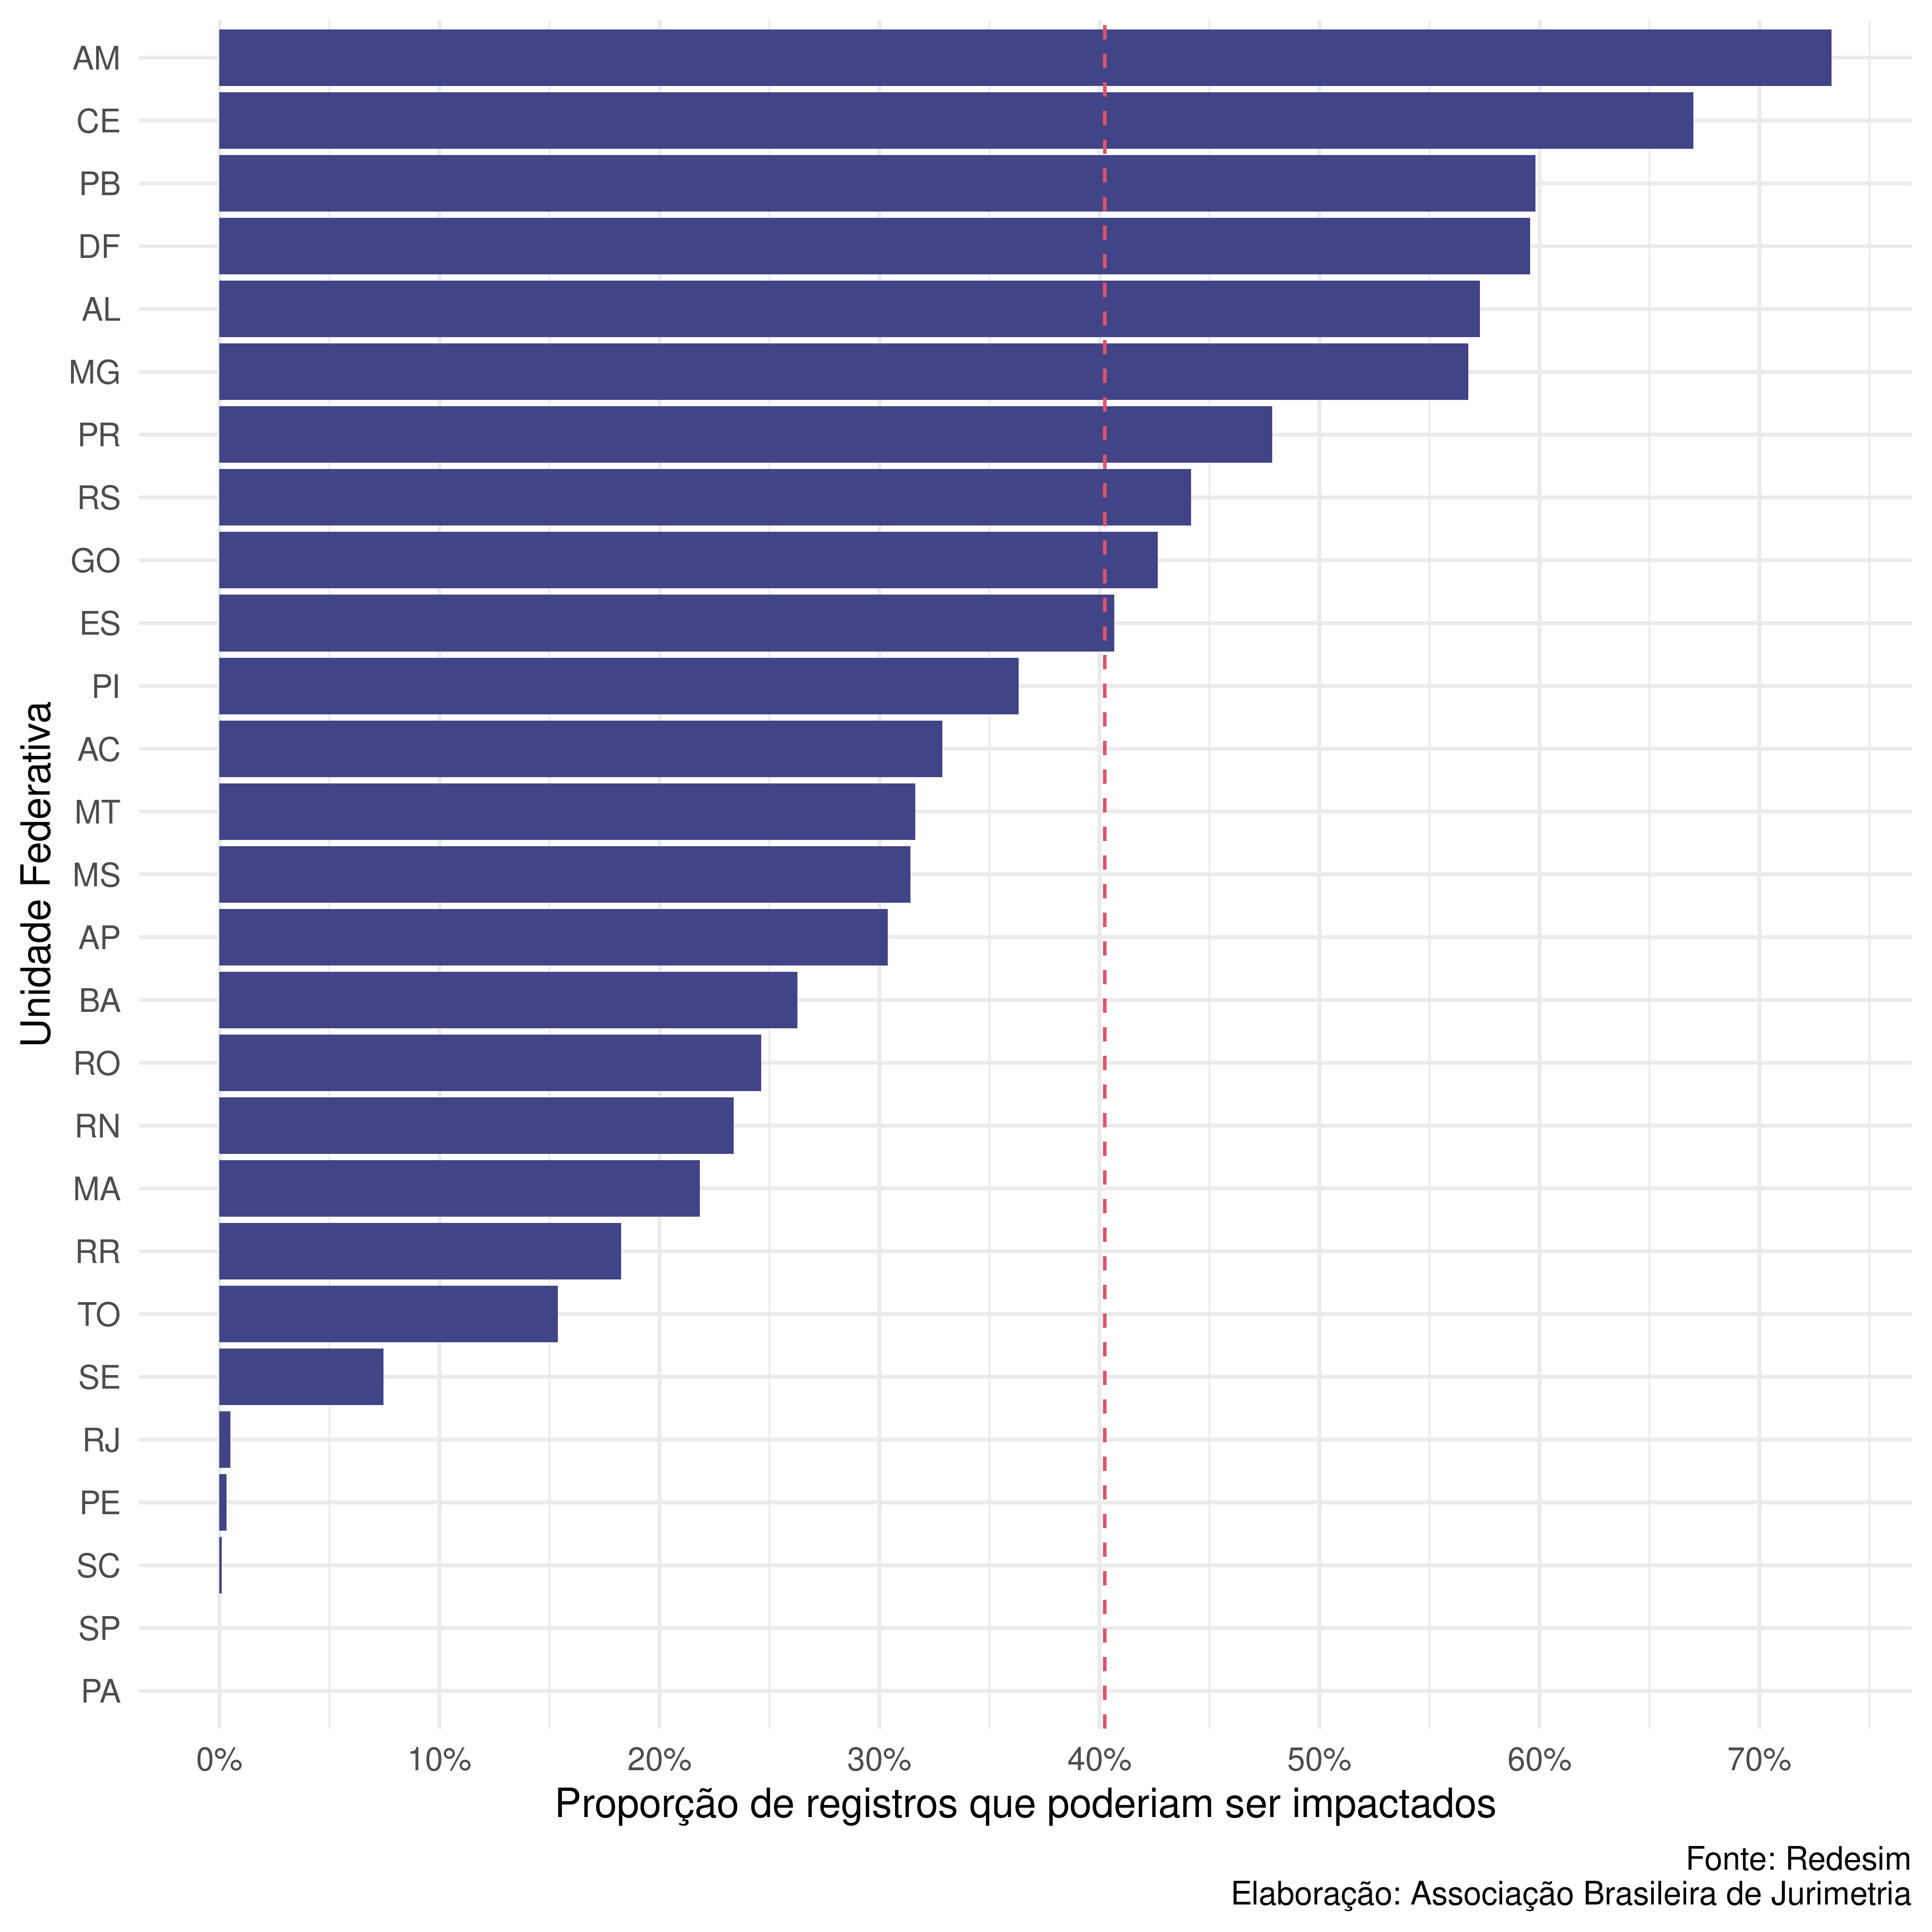 AM
CE
PB
DF
AL
MG
PR
RS
GO
ES
PI
AC
MT
MS
AP
BA
RO
RN
MA
RR
TO
SE
RJ
PE
SC
SP
PA
Unidade Federativa
0% 10% 20% 30% 40% 50% 60% 70%
Proporção de registros que poderiam ser impactados
Fonte: Redesim
Elaboração: Associação Brasileira de Jurimetria